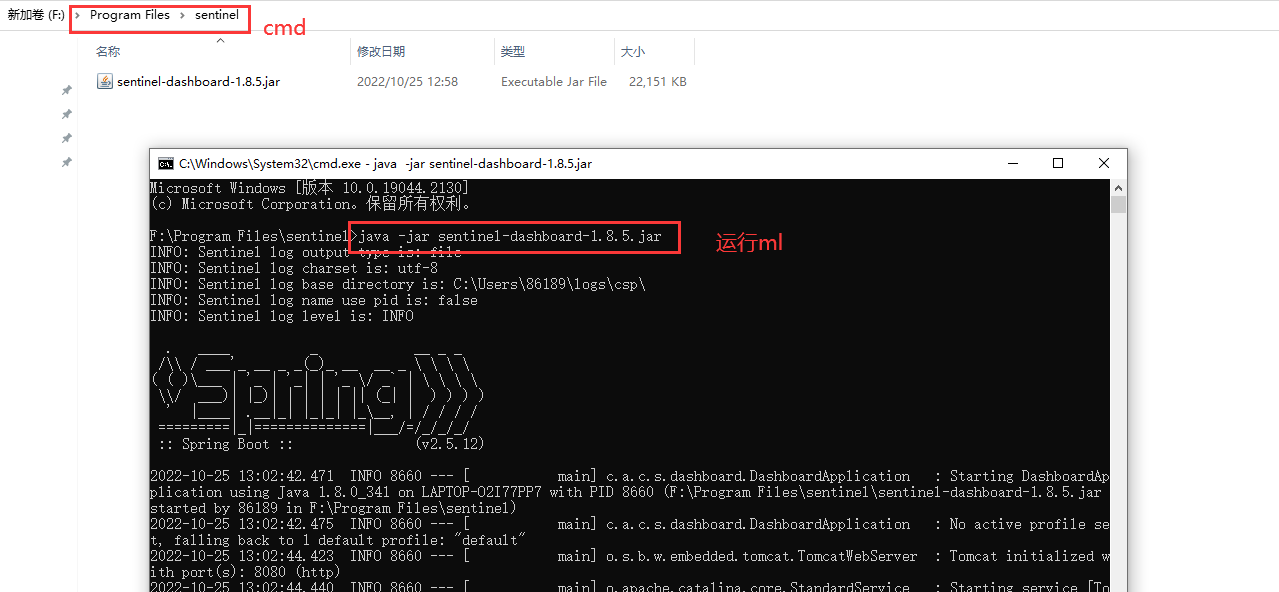 新加卷 (F:) › Program Files › sentinel
cmd
名称 修改日期 类型 大小
sentinel-dashboard-1.8.5.jar 2022/10/25 12:58 Executable Jar File 22,151 KB
C:\Windows\System32\cmd.exe - java  -jar sentinel-dashboard-1.8.5.jar
Microsoft Windows [版本 10.0.19044.2130]
(c) Microsoft Corporation。保留所有权利。
F:\Program Files\sentinel>java -jar sentinel-dashboard-1.8.5.jar
运行ml
INFO: Sentinel log output type is: file
INFO: Sentinel log charset is: utf-8
INFO: Sentinel log base directory is: C:\Users\86189\logs\csp\
INFO: Sentinel log name use pid is: false
INFO: Sentinel log level is: INFO
Spring
:: Spring Boot ::                (v2.5.12)
2022-10-25 13:02:42.471  INFO 8660 --- [           main] c.a.c.s.dashboard.DashboardApplication   : Starting DashboardAp
plication using Java 1.8.0_341 on LAPTOP-O2I77PP7 with PID 8660 (F:\Program Files\sentinel\sentinel-dashboard-1.8.5.jar
started by 86189 in F:\Program Files\sentinel)
2022-10-25 13:02:42.475  INFO 8660 --- [           main] c.a.c.s.dashboard.DashboardApplication   : No active profile se
t, falling back to 1 default profile: "default"
2022-10-25 13:02:44.423  INFO 8660 --- [           main] o.s.b.w.embedded.tomcat.TomcatWebServer  : Tomcat initialized w
ith port(s): 8080 (http)
2022-10-25 13:02:44.440  INFO 8660 --- [           main] o.apache.catalina.core.StandardService   : Starting service [To